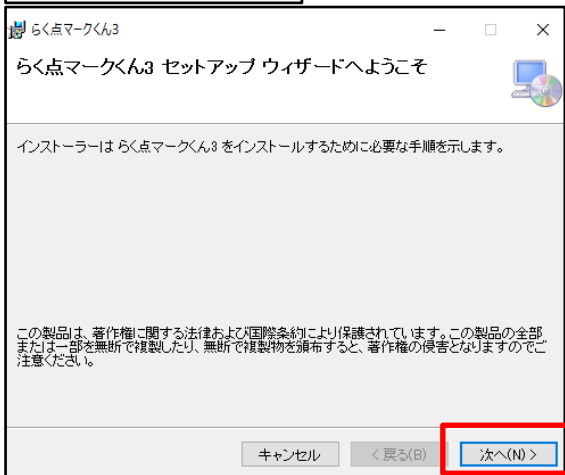 らく点マークくん3
らく点マークくん3 セットアップ ウィザードへようこそ
インストーラーは らく点マークくん3 をインストールするために必要な手順を示します。
この製品は、著作権に関する法律および国際条約により保護されています。この製品の全部
または一部を無断で複製したり、無断で複製物を頒布すると、著作権の侵害となりますのでご
注意ください。
キャンセル
< 戻る(B)
次へ(N) >